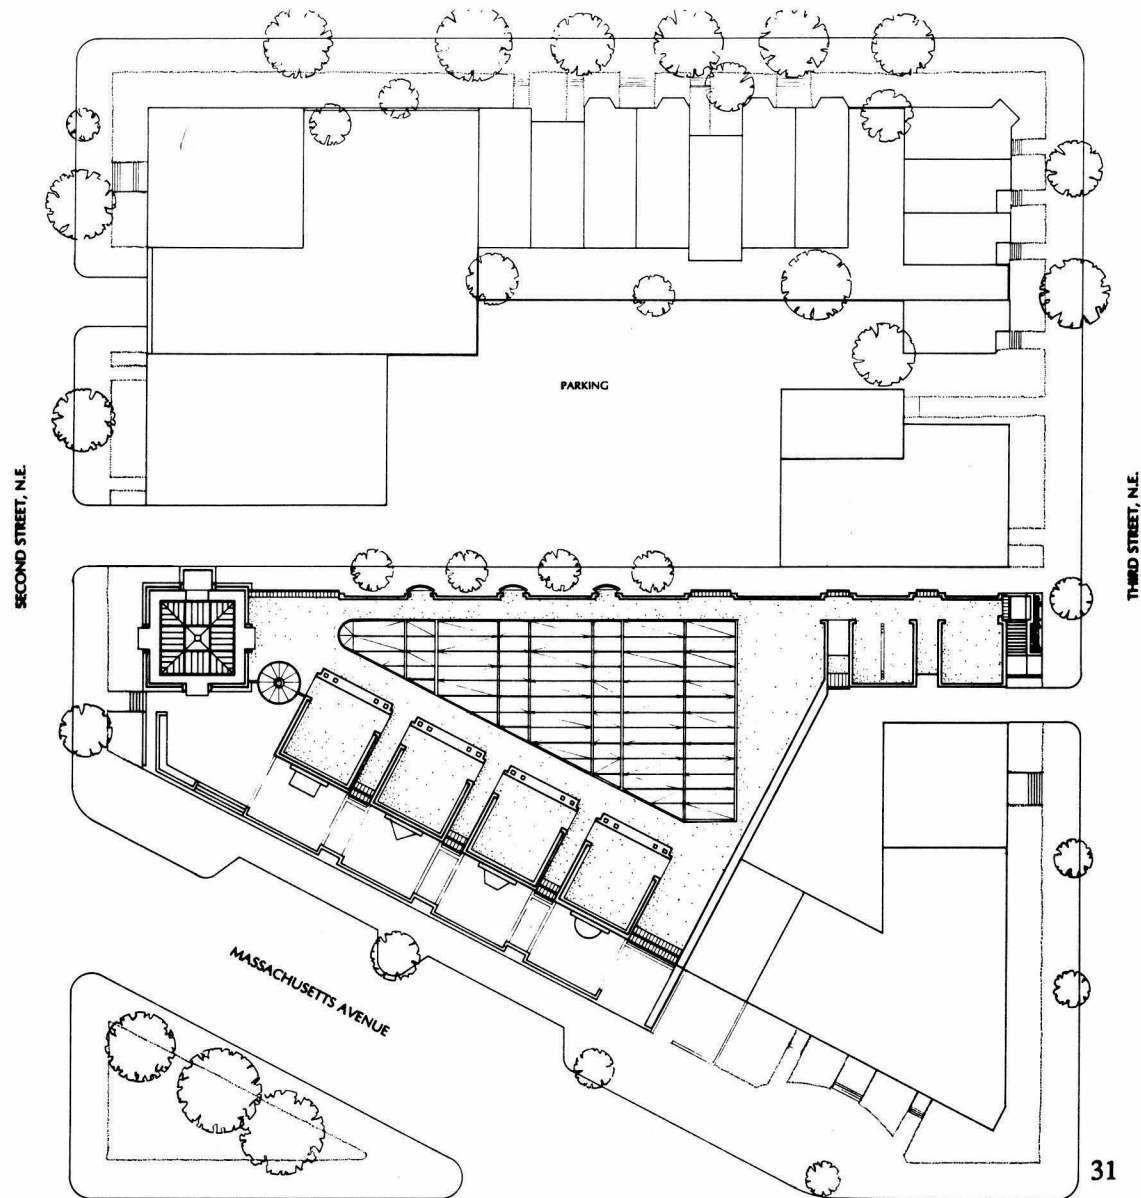 PARKING
SECOND STREET, N.E.
THIRD STREET, N.E.
MASSACHUSETTS AVENUE
31